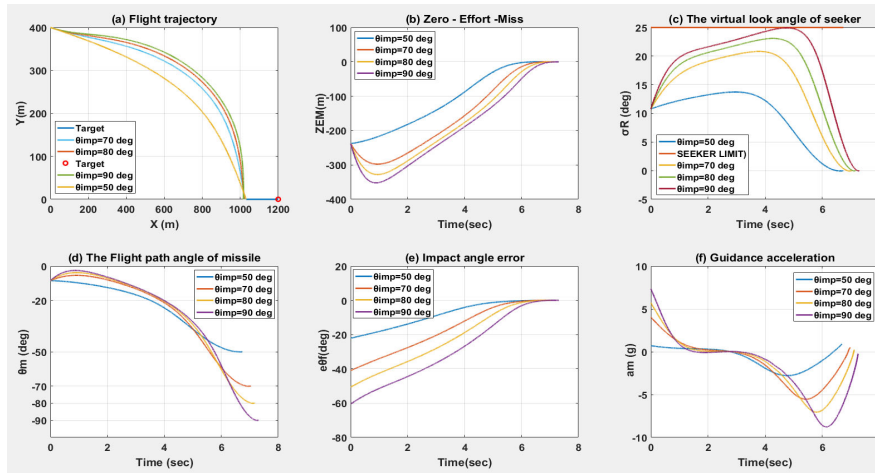 (a) Flight trajectory
400
300
200
100
0
Y(m)
Target
θimp=70 deg
θimp=80 deg
Target
θimp=90 deg
θimp=50 deg
0 200 400 600 800 1000 1200
X (m)
(b) Zero - Effort -Miss
100
0
-100
-200
-300
-400
ZEM(m)
θimp=50 deg
θimp=70 deg
θimp=80 deg
θimp=90 deg
0 2 4 6 8
Time(sec)
(c) The virtual look angle of seeker
25
20
15
10
5
0
-5
σR (deg)
θimp=50 deg
SEEKER LIMIT)
θimp=70 deg
θimp=80 deg
θimp=90 deg
0 2 4 6
Time (sec)
(d) The Flight path angle of missile
0
-20
-50
-70
-80
-90
θm (deg)
θimp=50 deg
θimp=70 deg
θimp=80 deg
θimp=90 deg
0 2 4 6 8
Time (sec)
(e) Impact angle error
20
0
-20
-40
-60
-80
eθf(deg)
θimp=50 deg
θimp=70 deg
θimp=80 deg
θimp=90 deg
0 2 4 6 8
Time(sec)
(f) Guidance acceleration
10
5
0
-5
-10
am (g)
θimp=50 deg
θimp=70 deg
θimp=80 deg
θimp=90 deg
0 2 4 6 8
Time(sec)